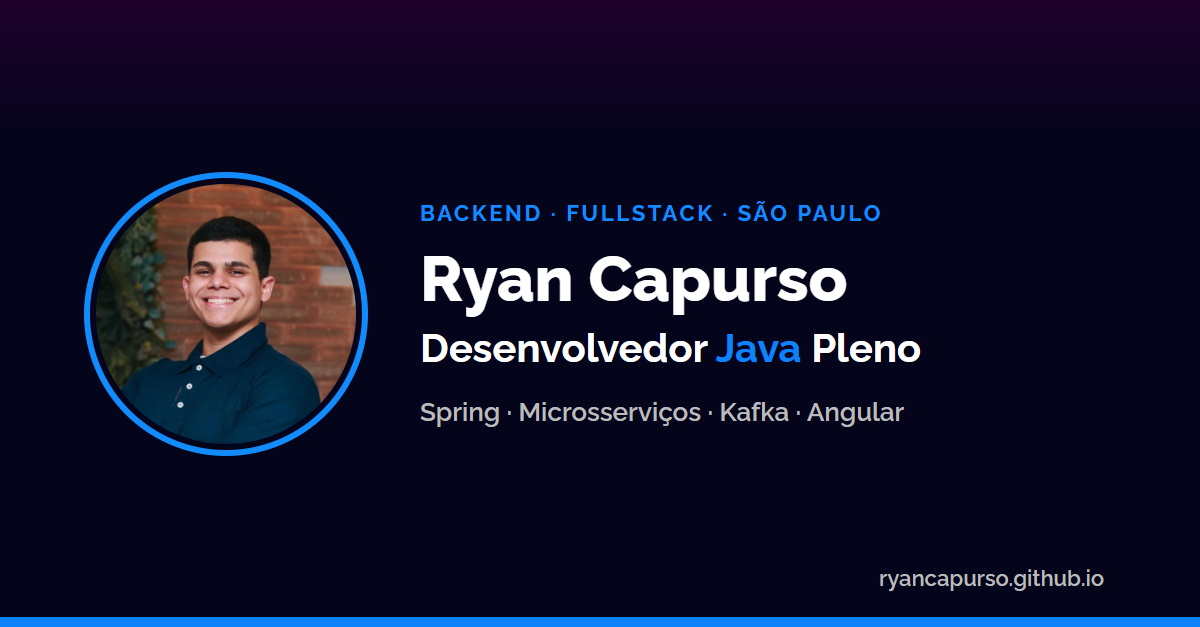 BACKEND · FULLSTACK · SÃO PAULO
Ryan Capurso
Desenvolvedor Java Pleno
Spring · Microsserviços · Kafka · Angular
ryancapurso.github.io